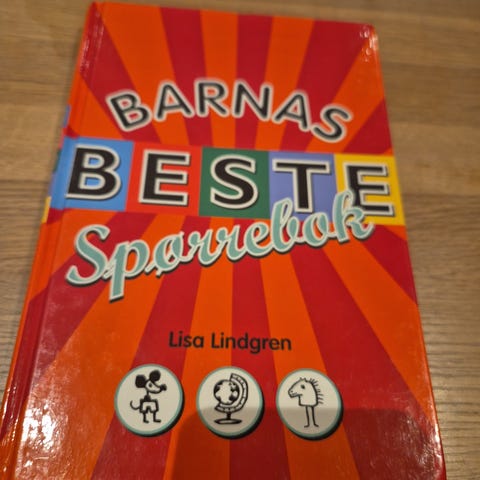 BARNAS
BESTE
Spørrebok
Lisa Lindgren